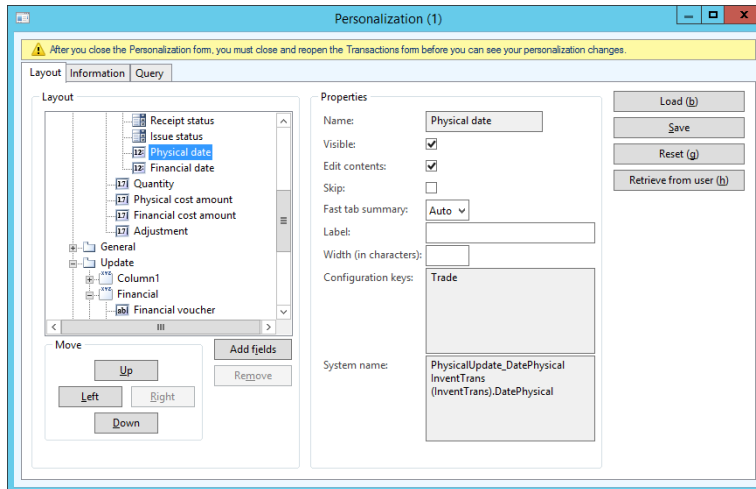 Personalization (1)
After you close the Personalization form, you must close and reopen the Transactions form before you can see your personalization changes.
Layout
Information
Query
Layout
Receipt status
Issue status
Physical date
Financial date
Quantity
Physical cost amount
Financial cost amount
Adjustment
General
Update
Column1
Financial
Financial voucher
Move
Up
Left
Right
Down
Add fields
Remove
Properties
Name: Physical date
Visible:
Edit contents:
Skip:
Fast tab summary: Auto
Label:
Width (in characters):
Configuration keys: Trade
System name: PhysicalUpdate_DatePhysical
InventTrans
(InventTrans).DatePhysical
Load (b)
Save
Reset (g)
Retrieve from user (h)